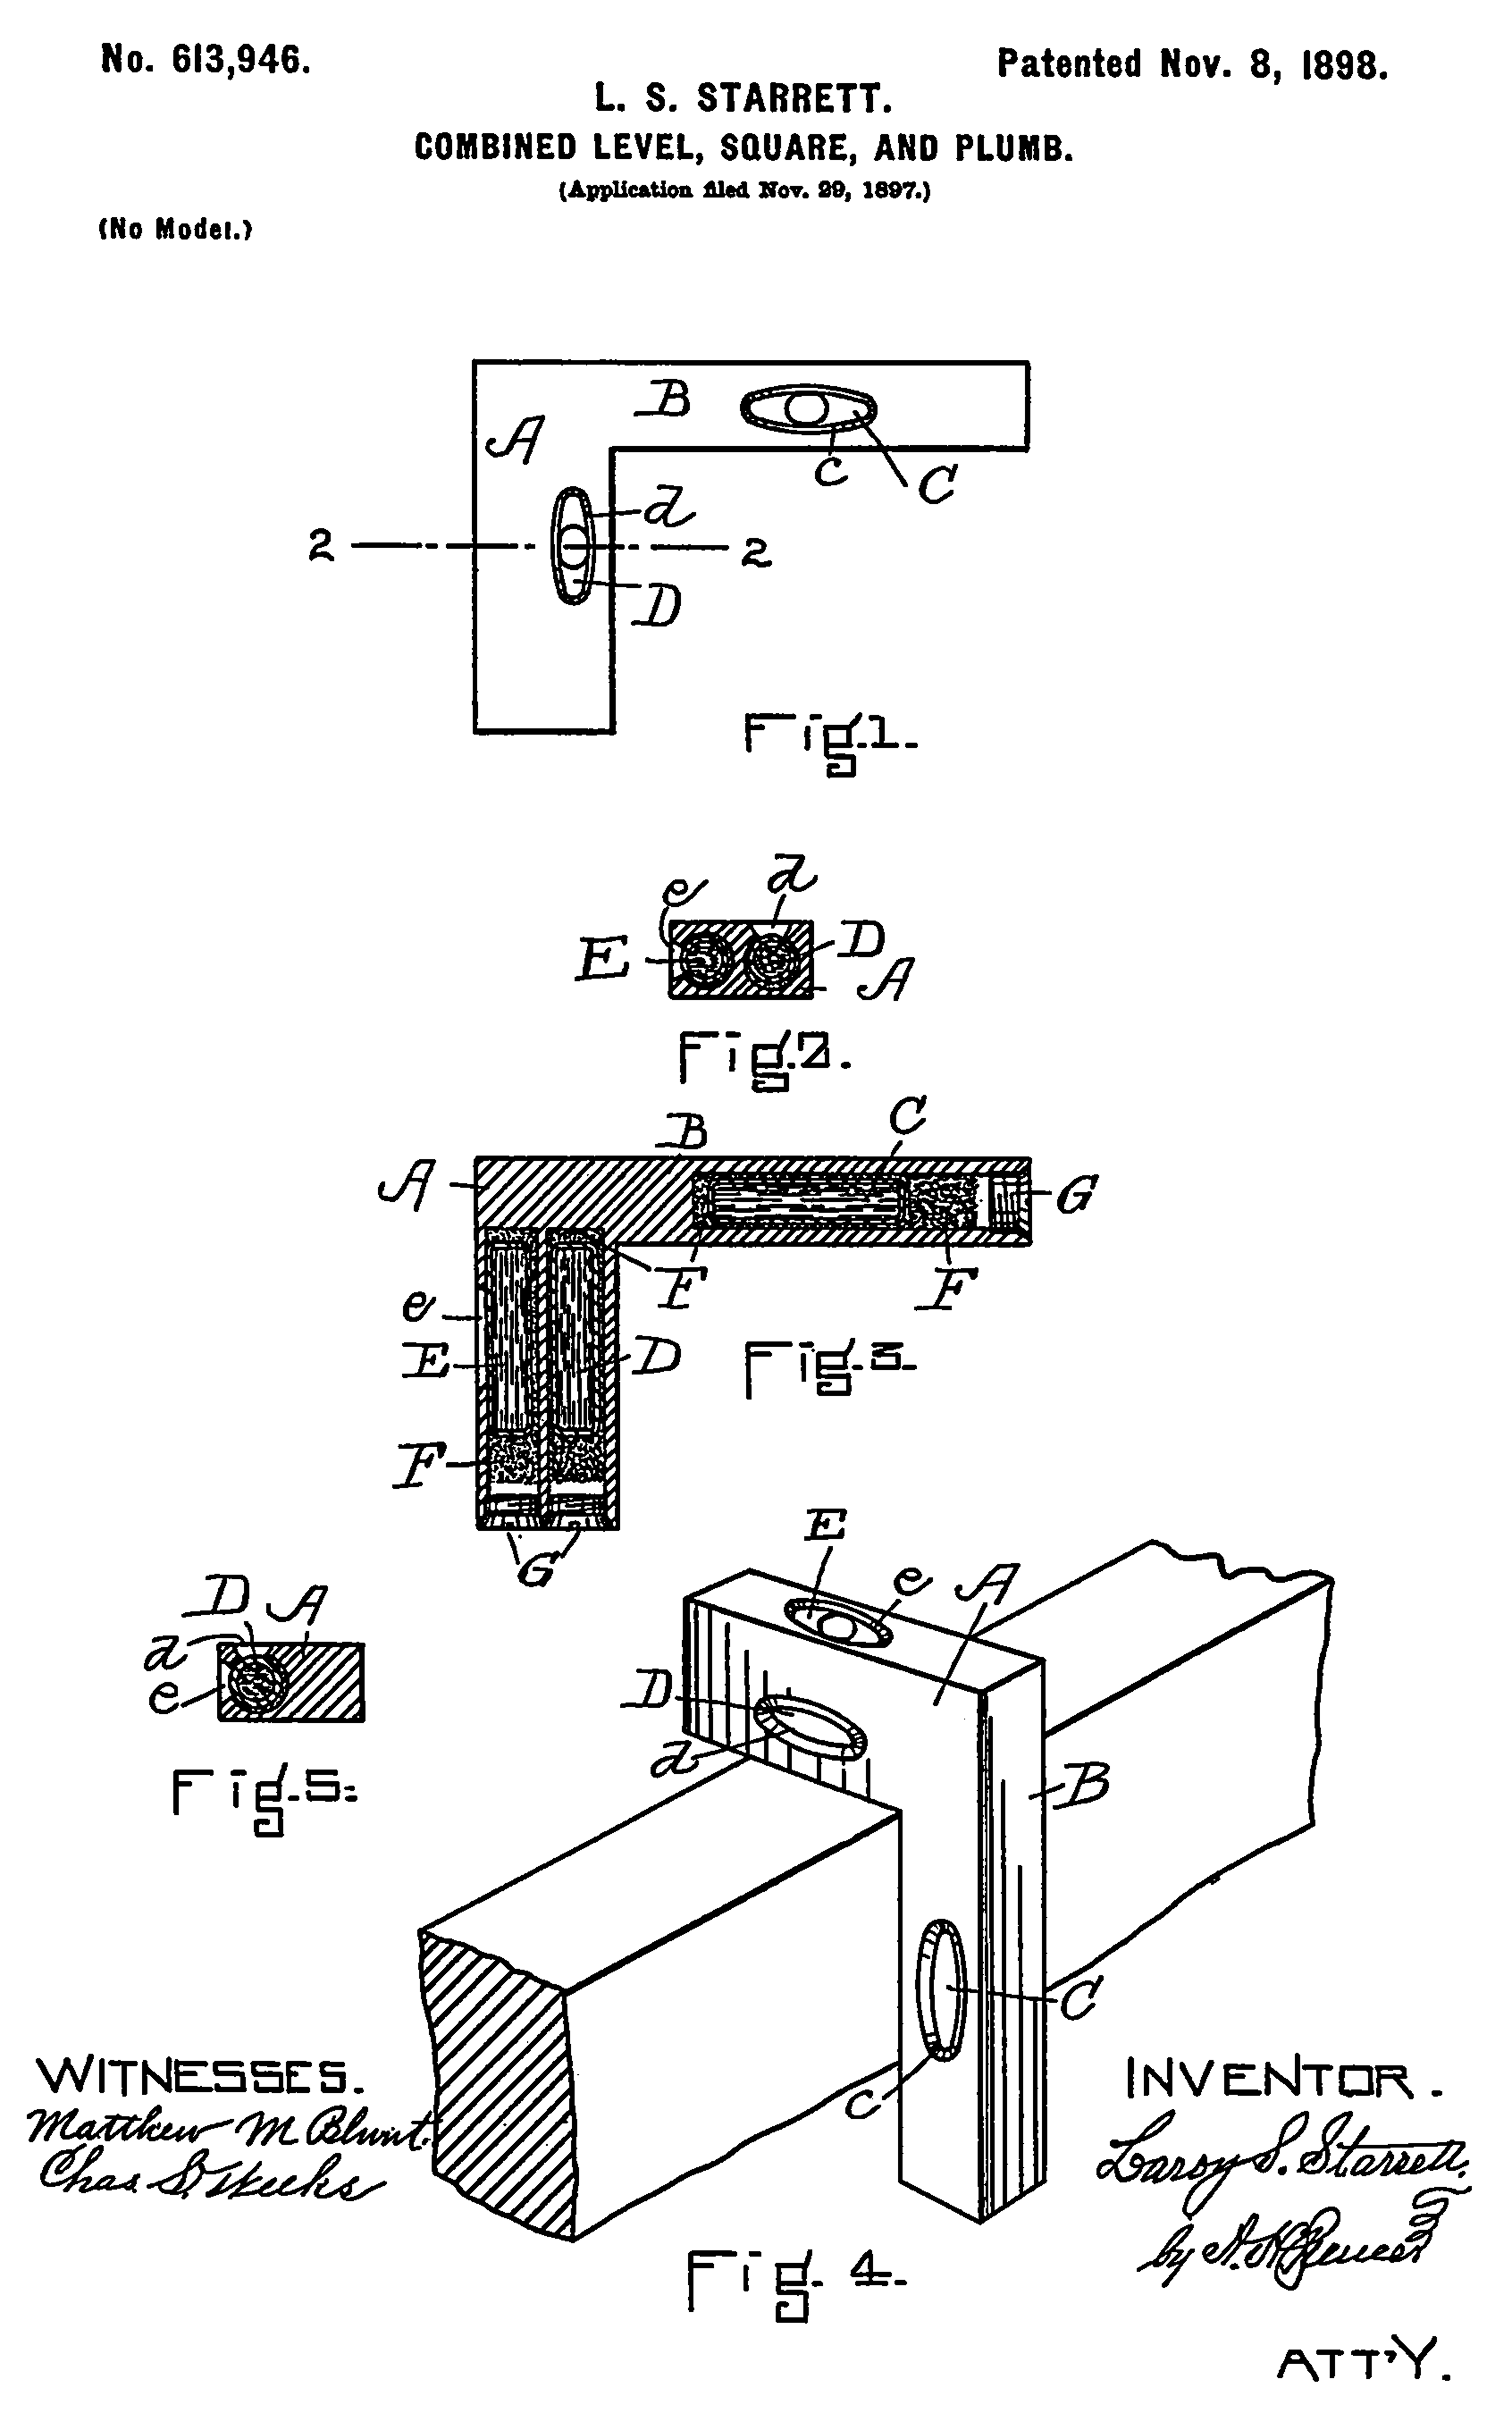 No. 613,946.
Patented Nov. 8, 1898.
L. S. STARRETT.
COMBINED LEVEL, SQUARE, AND PLUMB.
(Application filed Nov. 29, 1897.)
(No Model.)
B
A
c
C
d
2
2
D
Fig.1.
e
d
E
D
A
Fig.2.
B
C
A
G
F
F
e
E
D
Fig.3.
F
G
E
e
A
D
A
d
e
D
d
B
Fig.5.
C
c
WITNESSES.
Matthew M Blunt.
Chas.
INVENTOR.
Laroy S. Starrett.
by
Fig. 4.
ATT'Y.